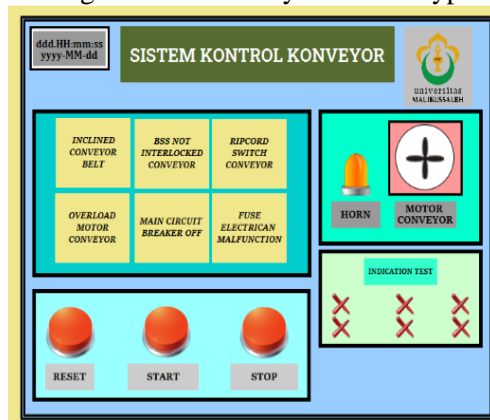 ddd.HH:mm:ss
yyyy-MM-dd
SISTEM KONTROL KONVEYOR
universitas
MALIKUSSALEH
INCLINED
CONVEYOR
BELT
BSS NOT
INTERLOCKED
CONVEYOR
RIPCORD
SWITCH
CONVEYOR
OVERLOAD
MOTOR
CONVEYOR
MAIN CIRCUIT
BREAKER OFF
FUSE
ELECTRICAN
MALFUNCTION
HORN
MOTOR
CONVEYOR
INDICATION TEST
RESET
START
STOP